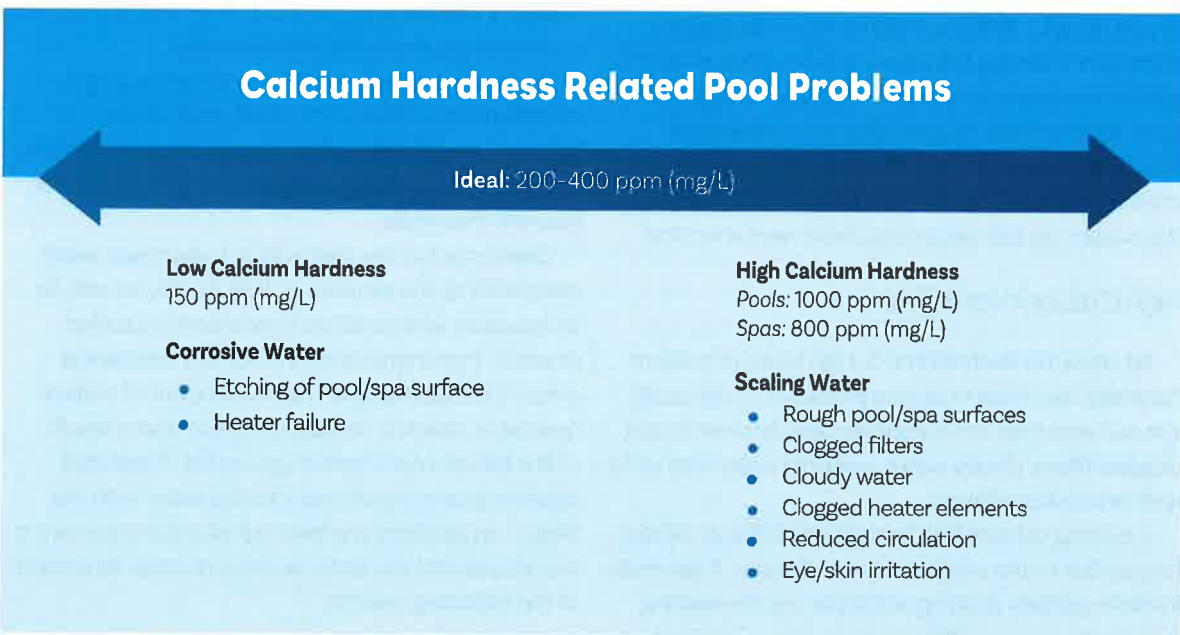 Calcium Hardness Related Pool Problems
Ideal: 200–400 ppm (mg/L)
Low Calcium Hardness
150 ppm (mg/L)
Corrosive Water
• Etching of pool/spa surface
• Heater failure
High Calcium Hardness
Pools: 1000 ppm (mg/L)
Spas: 800 ppm (mg/L)
Scaling Water
• Rough pool/spa surfaces
• Clogged filters
• Cloudy water
• Clogged heater elements
• Reduced circulation
• Eye/skin irritation